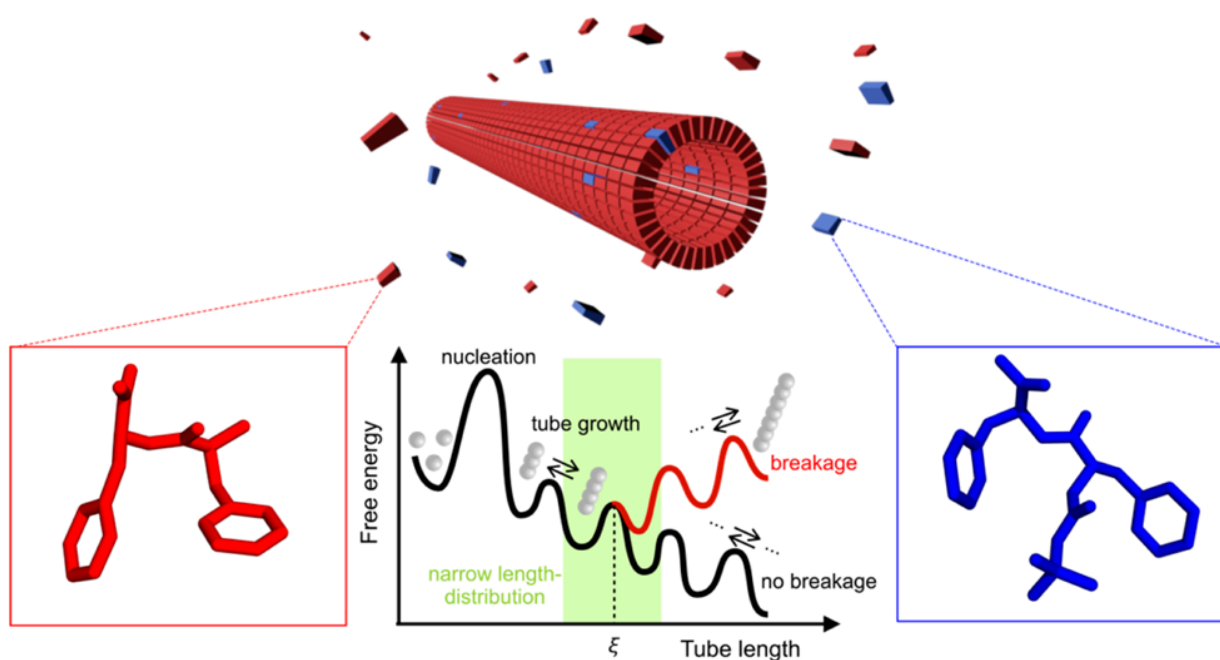 nucleation
tube growth
...
breakage
Free energy
narrow length-
distribution
...
...
no breakage
ξ
Tube length